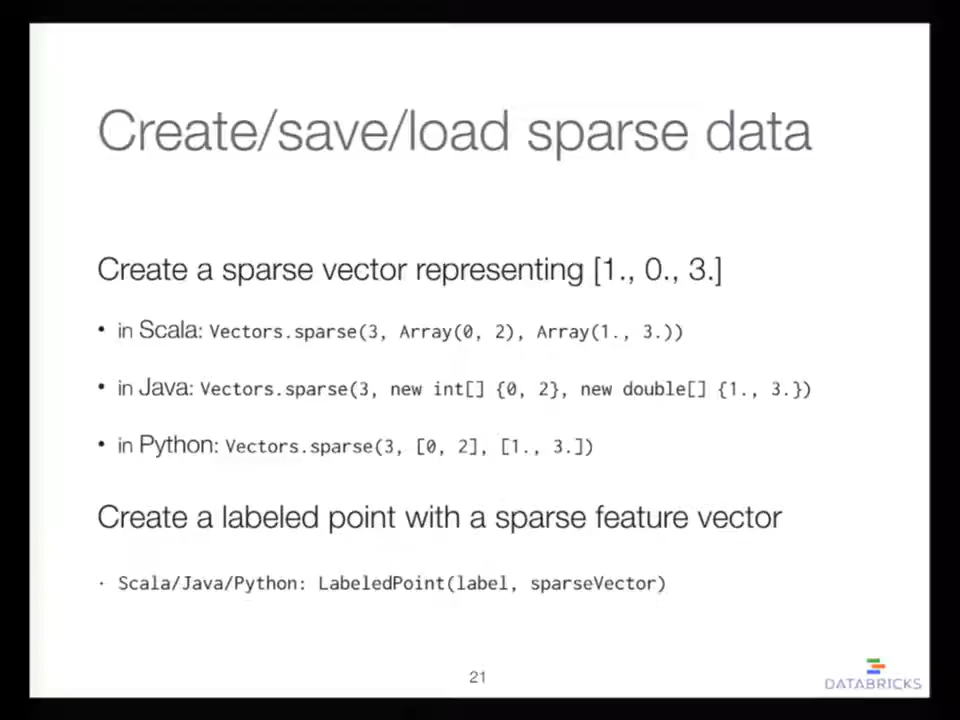 Create/save/load sparse data
Create a sparse vector representing [1., 0., 3.]
• in Scala: Vectors.sparse(3, Array(0, 2), Array(1., 3.))
• in Java: Vectors.sparse(3, new int[] {0, 2}, new double[] {1., 3.})
• in Python: Vectors.sparse(3, [0, 2], [1., 3.])
Create a labeled point with a sparse feature vector
· Scala/Java/Python: LabeledPoint(label, sparseVector)
21
DATABRICKS